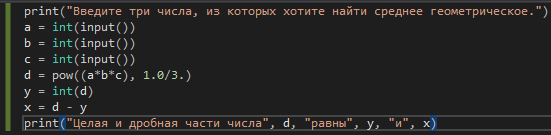 print("Введите три числа, из которых хотите найти среднее геометрическое.")
a = int(input())
b = int(input())
c = int(input())
d = pow((a*b*c), 1.0/3.)
y = int(d)
x = d - y
print("Целая и дробная части числа", d, "равны", y, "и", x)